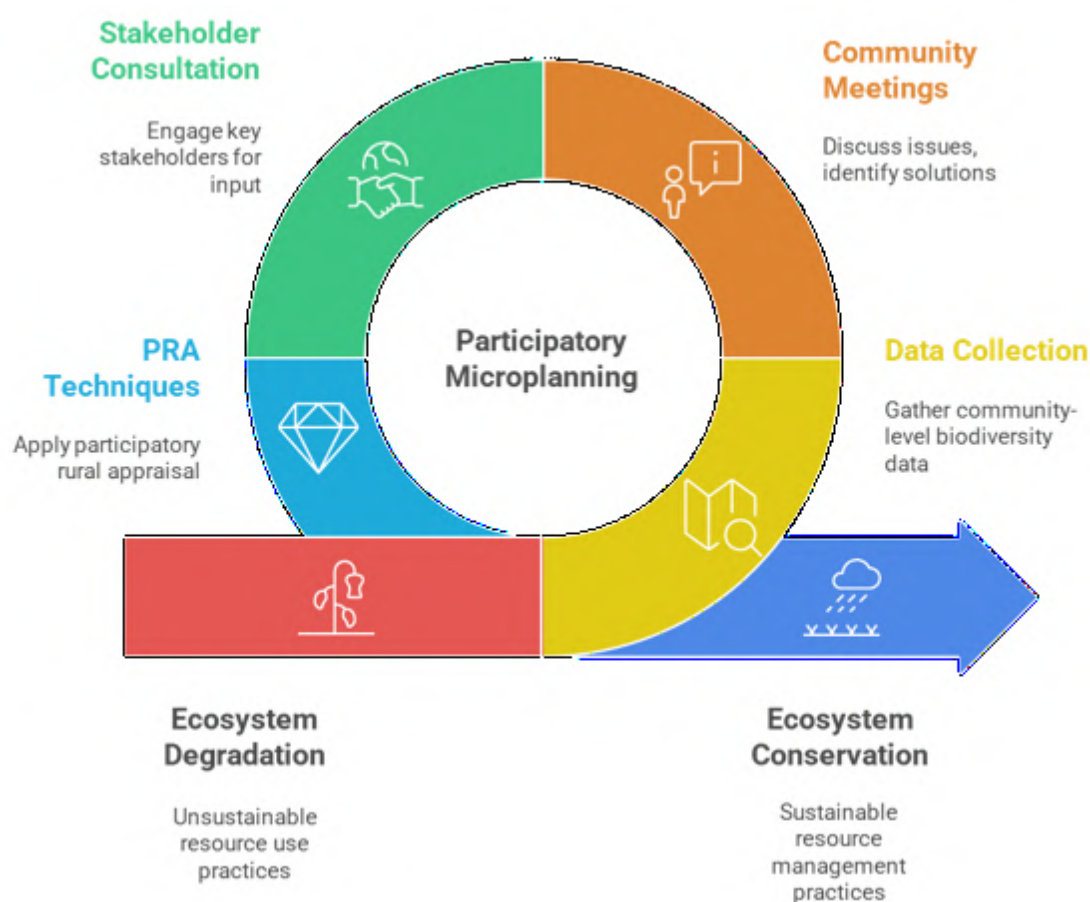 Stakeholder
Consultation
Engage key
stakeholders for
input
Community
Meetings
Discuss issues,
identify solutions
PRA
Techniques
Apply participatory
rural appraisal
Participatory
Microplanning
Data Collection
Gather community-
level biodiversity
data
Ecosystem
Degradation
Unsustainable
resource use
practices
Ecosystem
Conservation
Sustainable
resource
management
practices